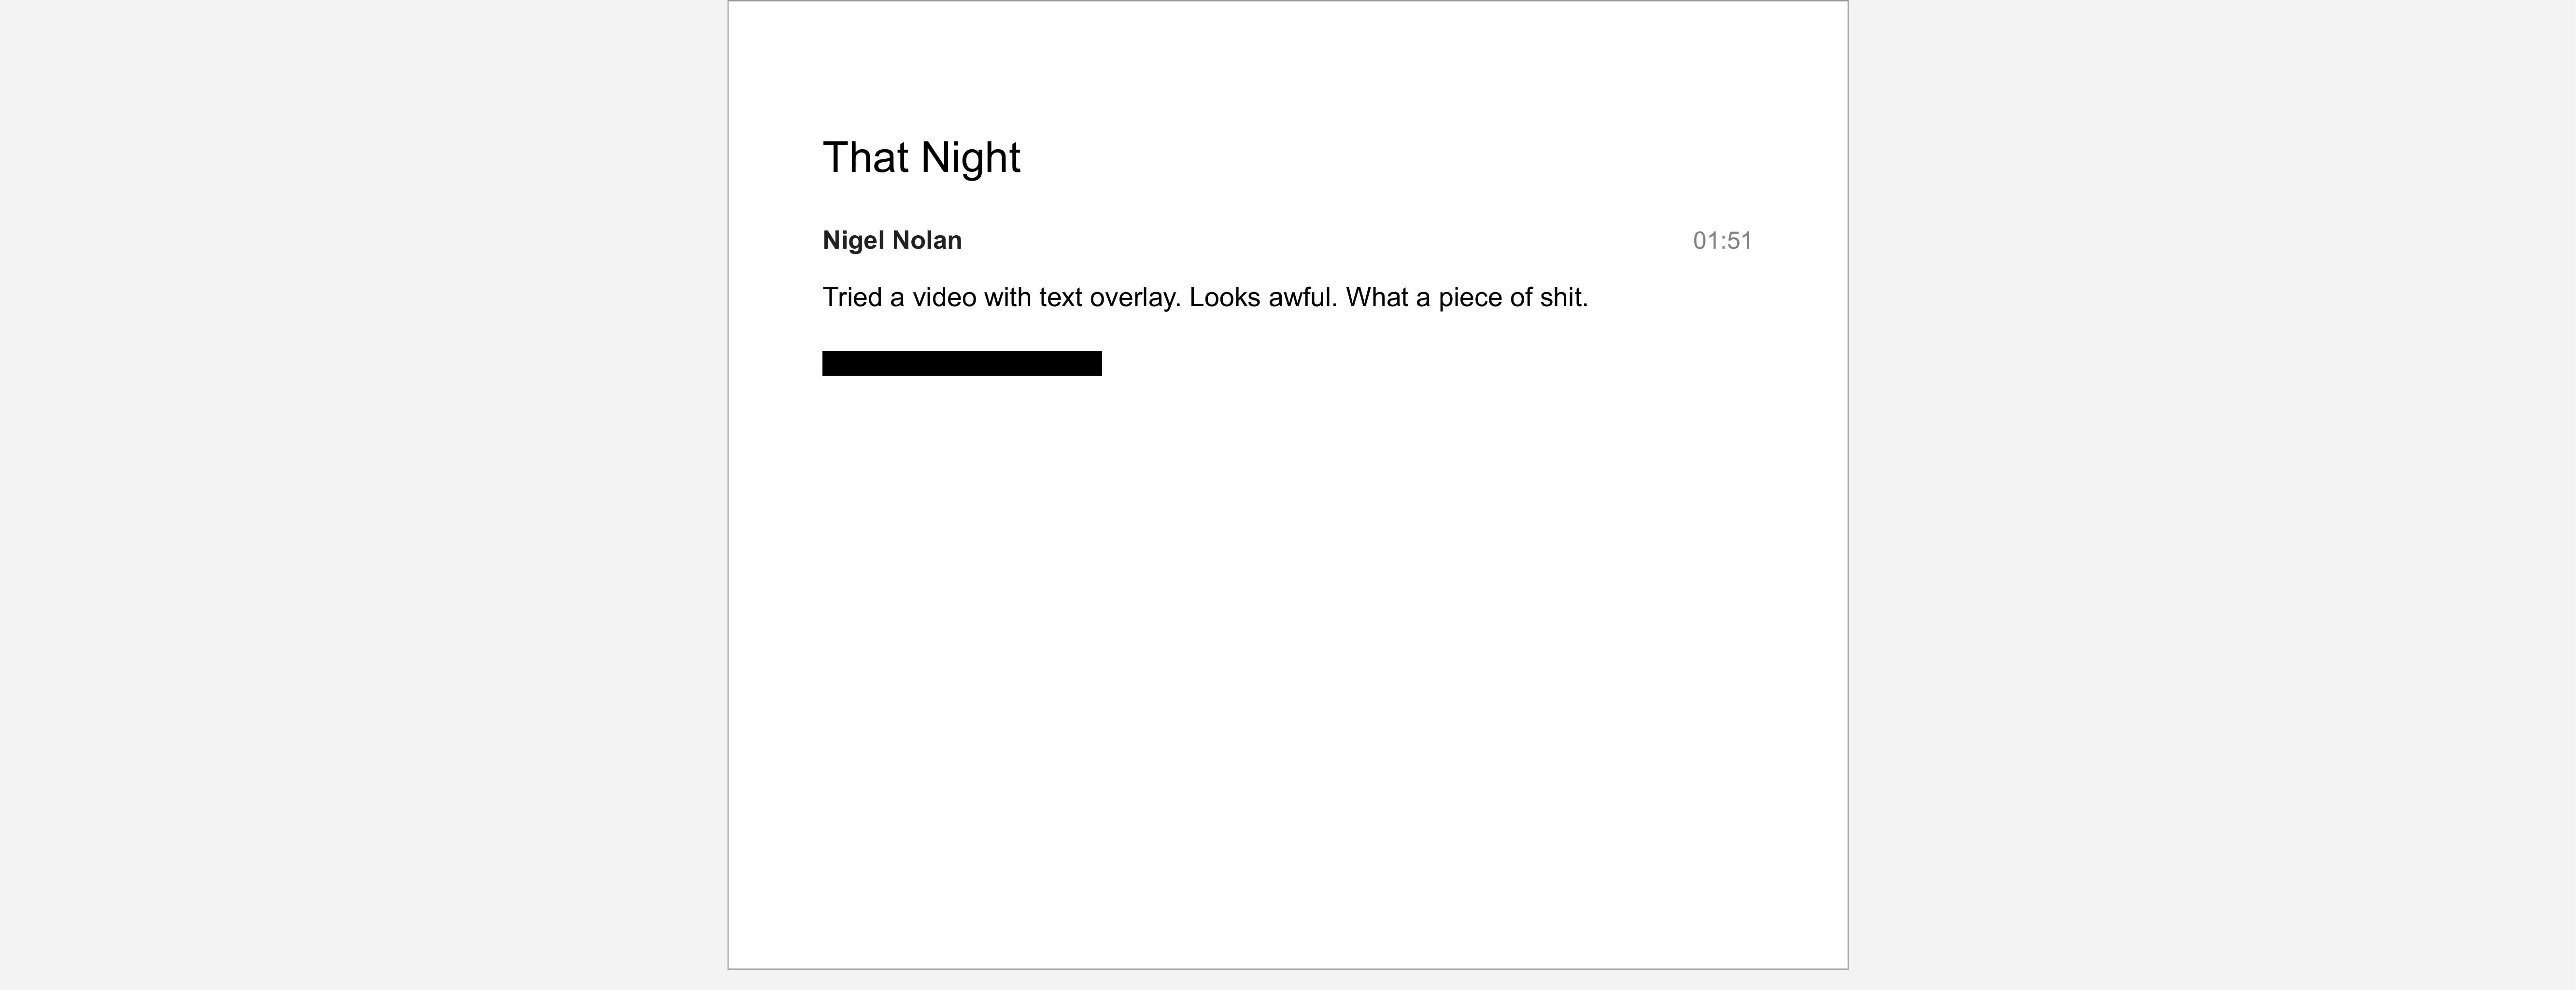 That Night
Nigel Nolan 01:51
Tried a video with text overlay. Looks awful. What a piece of shit.